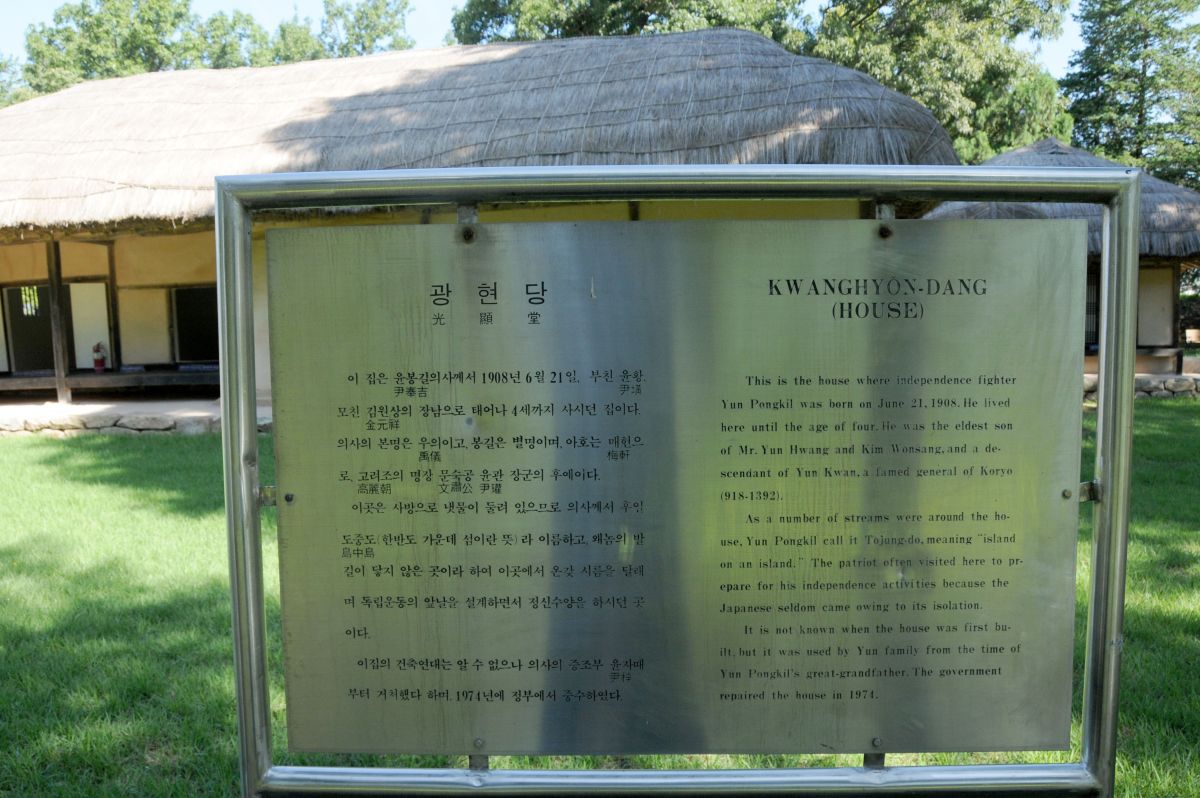 광현당
光顯堂
이 집은 윤봉길의사께서 1908년 6월 21일, 부친 윤황,
尹奉吉 尹堭
모친 김원상의 장남으로 태어나 4세까지 사시던 집이다.
金元祥
의사의 본명은 우의이고, 봉길은 별명이며, 아호는 매헌으
禹儀 梅軒
로, 고려조의 명장 문숙공 윤관 장군의 후예이다.
高麗朝 文肅公 尹瓘
이곳은 사방으로 냇물이 둘려 있으므로 의사께서 후일
도중도(한반도 가운데 섬이란 뜻)라 이름하고, 왜놈의 발
島中島
길이 닿지 않은 곳이라 하여 이곳에서 온갖 시름을 달래
며 독립운동의 앞날을 설계하면서 정신수양을 하시던 곳
이다.
이집의 건축연대는 알 수 없으나 의사의 증조부 윤자매
부터 거처했다 하며, 1974년에 정부에서 중수하였다.
KWANGHYŎN-DANG
(HOUSE)
This is the house where independence fighter
Yun Pongkil was born on June 21, 1908. He lived
here until the age of four. He was the eldest son
of Mr. Yun Hwang and Kim Wonsang, and a de-
scendant of Yun Kwan, a famed general of Koryo
(918-1392).
As a number of streams were around the ho-
use, Yun Pongkil call it Tojung-do, meaning "island
on an island." The patriot often visited here to pr-
epare for his independence activities because the
Japanese seldom came owing to its isolation.
It is not known when the house was first bu-
ilt, but it was used by Yun family from the time of
Yun Pongkil's great-grandfather. The government
repaired the house in 1974.